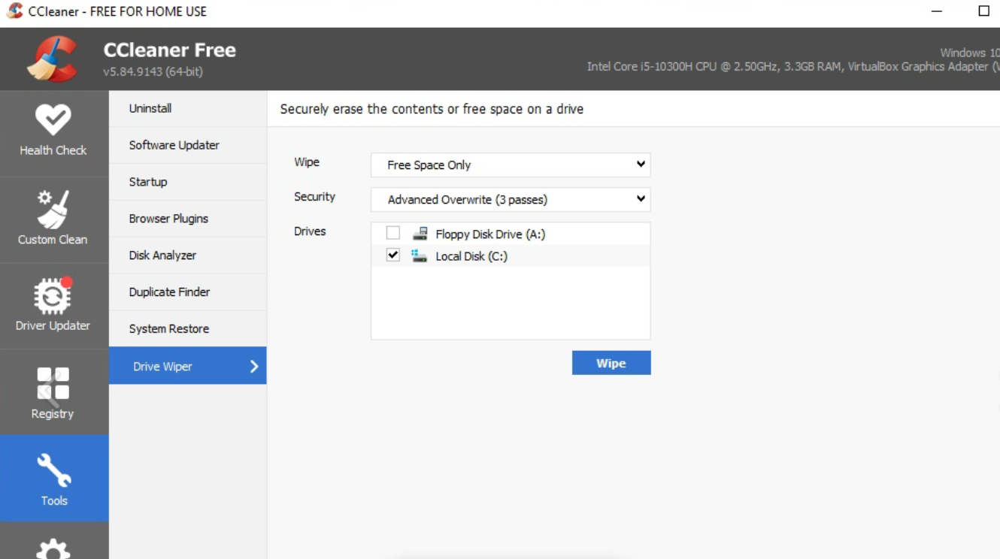 CCleaner - FREE FOR HOME USE
CCleaner Free
v5.84.9143 (64-bit)
Windows 10
Intel Core i5-10300H CPU @ 2.50GHz, 3.3GB RAM, VirtualBox Graphics Adapter (
Health Check
Custom Clean
Driver Updater
Registry
Tools
Uninstall
Software Updater
Startup
Browser Plugins
Disk Analyzer
Duplicate Finder
System Restore
Drive Wiper
Securely erase the contents or free space on a drive
Wipe
Free Space Only
Security
Advanced Overwrite (3 passes)
Drives
Floppy Disk Drive (A:)
Local Disk (C:)
Wipe